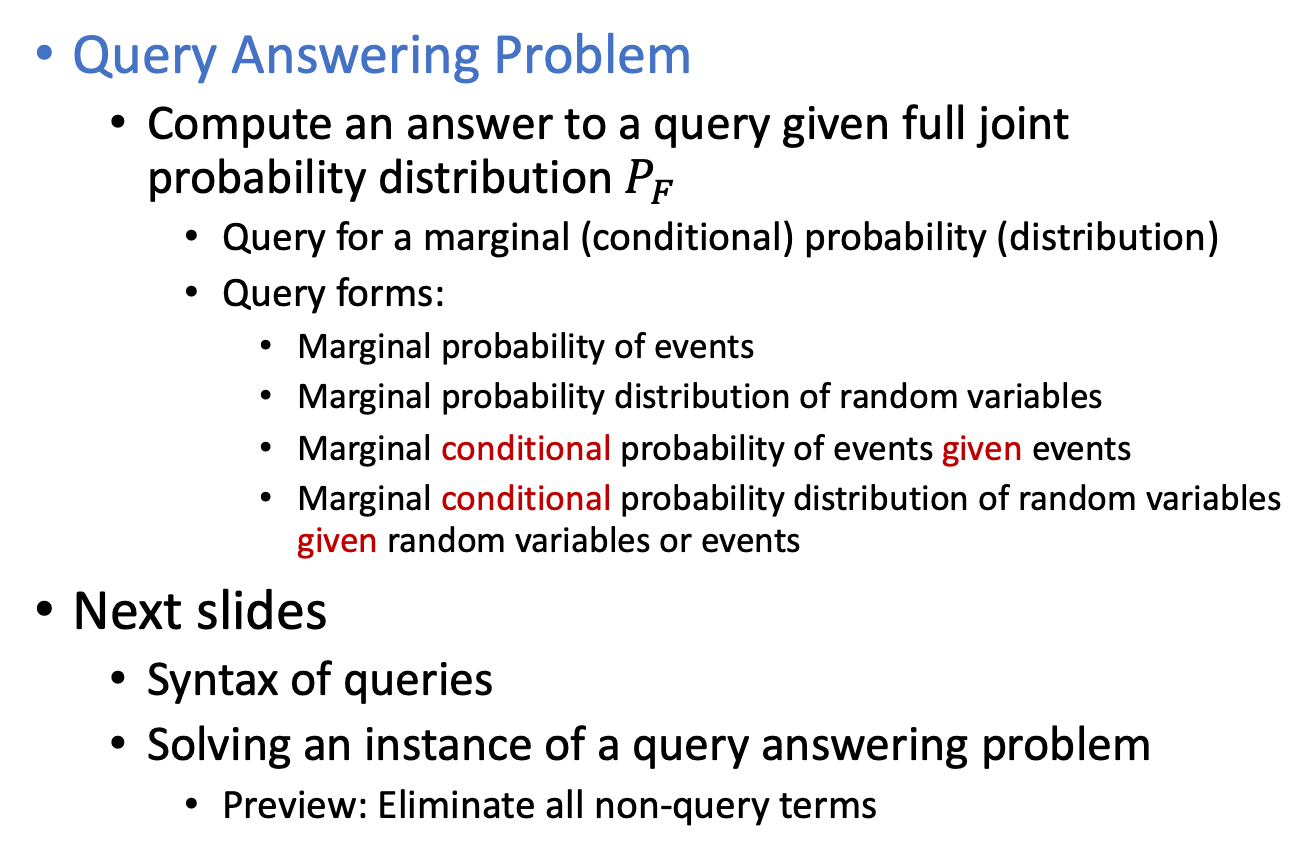 • Query Answering Problem
• Compute an answer to a query given full joint
probability distribution P_F
• Query for a marginal (conditional) probability (distribution)
• Query forms:
• Marginal probability of events
• Marginal probability distribution of random variables
• Marginal conditional probability of events given events
• Marginal conditional probability distribution of random variables
given random variables or events
• Next slides
• Syntax of queries
• Solving an instance of a query answering problem
• Preview: Eliminate all non-query terms